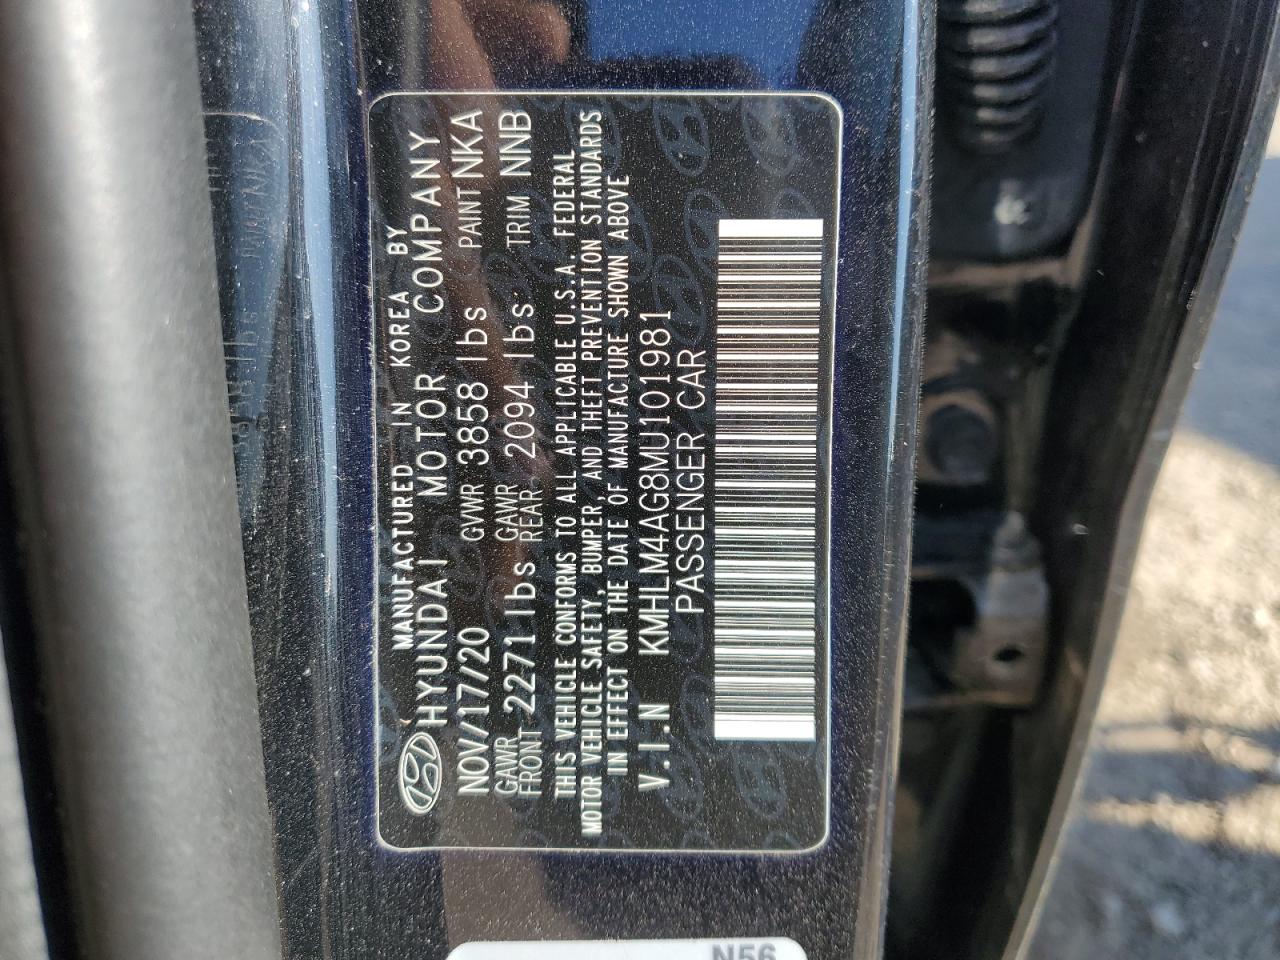 MANUFACTURED IN KOREA BY
HYUNDAI MOTOR COMPANY
NOV/17/20 GVWR 3858 lbs PAINT NKA
GAWR FRONT 2271 lbs GAWR REAR 2094 lbs TRIM NNB
THIS VEHICLE CONFORMS TO ALL APPLICABLE U.S.A. FEDERAL
MOTOR VEHICLE SAFETY, BUMPER, AND THEFT PREVENTION STANDARDS
IN EFFECT ON THE DATE OF MANUFACTURE SHOWN ABOVE
V.I.N KMHLM4AG8MU101981
PASSENGER CAR
N56